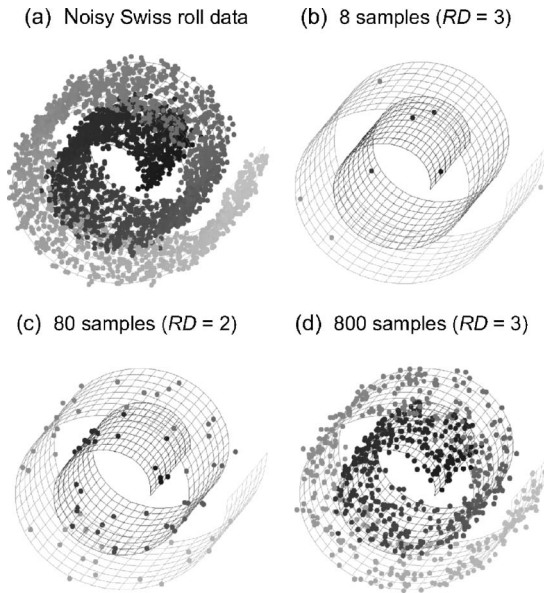 (a) Noisy Swiss roll data
(b) 8 samples (RD = 3)
(c) 80 samples (RD = 2)
(d) 800 samples (RD = 3)